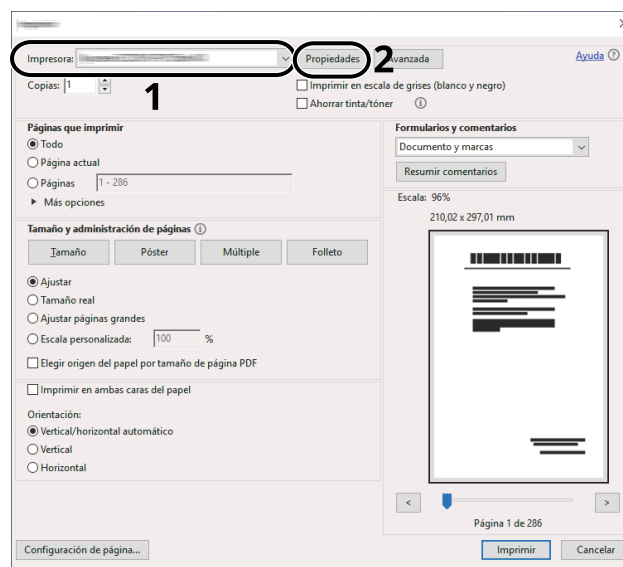 Impresora:
Propiedades
2
Avanzada
Ayuda
1
Copias: 1
Imprimir en escala de grises (blanco y negro)
Ahorrar tinta/tóner
Páginas que imprimir
Todo
Página actual
Páginas 1 - 286
Más opciones
Formularios y comentarios
Documento y marcas
Resumir comentarios
Escala: 96%
210,02 x 297,01 mm
Tamaño y administración de páginas
Tamaño Póster Múltiple Folleto
Ajustar
Tamaño real
Ajustar páginas grandes
Escala personalizada: 100 %
Elegir origen del papel por tamaño de página PDF
Imprimir en ambas caras del papel
Orientación:
Vertical/horizontal automático
Vertical
Horizontal
< >
Página 1 de 286
Configuración de página...
Imprimir
Cancelar